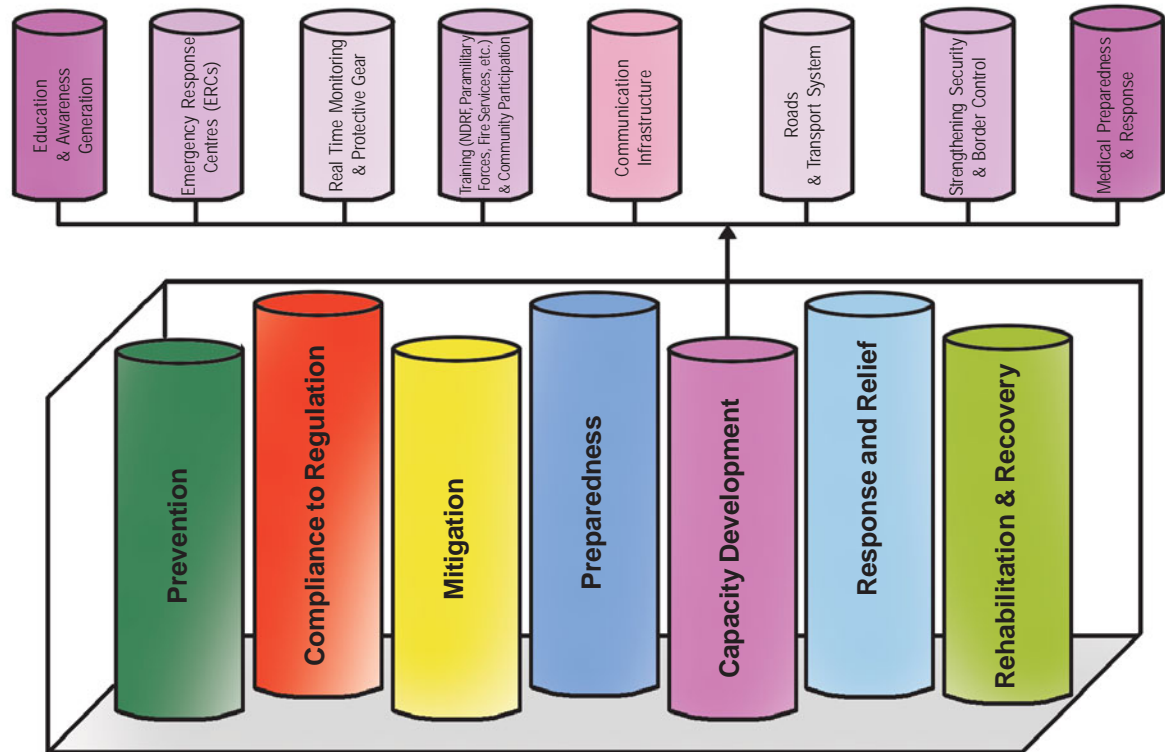 Education
& Awareness
Generation
Emergency Response
Centres (ERCs)
Real Time Monitoring
& Protective Gear
Training (NDRF, Paramilitary
Forces, Fire Services, etc.)
& Community Participation
Communication
Infrastructure
Roads
& Transport System
Strengthening Security
& Border Control
Medical Preparedness
& Response
Prevention
Compliance to Regulation
Mitigation
Preparedness
Capacity Development
Response and Relief
Rehabilitation & Recovery